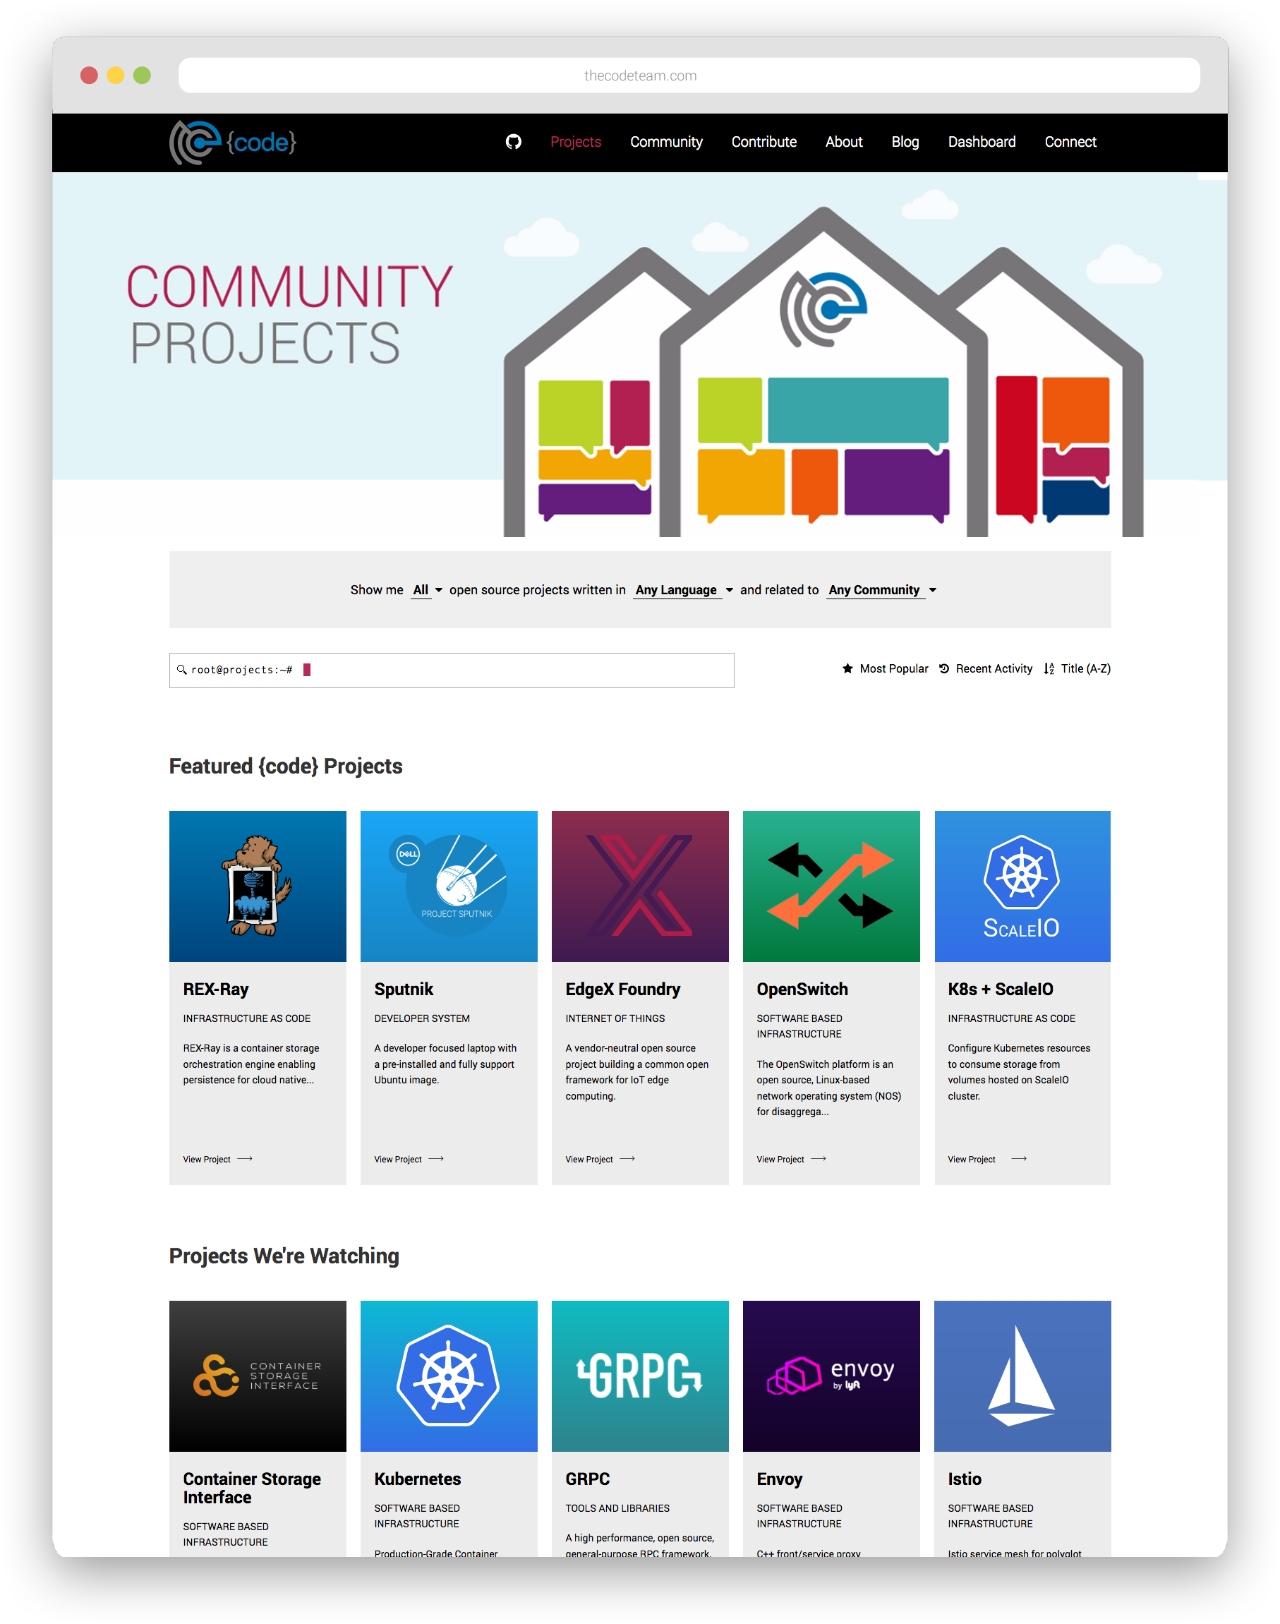 thecodeteam.com
{code} Projects Community Contribute About Blog Dashboard Connect
COMMUNITY
PROJECTS
Show me All open source projects written in Any Language and related to Any Community
root@projects:~# Most Popular Recent Activity Title (A-Z)
Featured {code} Projects
DELL
PROJECT SPUTNIK
SCALEIO
REX-Ray
INFRASTRUCTURE AS CODE
REX-Ray is a container storage
orchestration engine enabling
persistence for cloud native...
View Project
Sputnik
DEVELOPER SYSTEM
A developer focused laptop with
a pre-installed and fully support
Ubuntu image.
View Project
EdgeX Foundry
INTERNET OF THINGS
A vendor-neutral open source
project building a common open
framework for IoT edge
computing.
View Project
OpenSwitch
SOFTWARE BASED
INFRASTRUCTURE
The OpenSwitch platform is an
open source, Linux-based
network operating system (NOS)
for disaggrega...
View Project
K8s + ScaleIO
INFRASTRUCTURE AS CODE
Configure Kubernetes resources
to consume storage from
volumes hosted on ScaleIO
cluster.
View Project
Projects We're Watching
CONTAINER
STORAGE
INTERFACE
Container Storage
Interface
SOFTWARE BASED
INFRASTRUCTURE
Kubernetes
SOFTWARE BASED
INFRASTRUCTURE
Production-Grade Container
GRPC
GRPC
TOOLS AND LIBRARIES
A high performance, open source,
general-purpose RPC framework.
envoy
by lyft
Envoy
SOFTWARE BASED
INFRASTRUCTURE
C++ front/service proxy
Istio
SOFTWARE BASED
INFRASTRUCTURE
Istio service mesh for polyglot